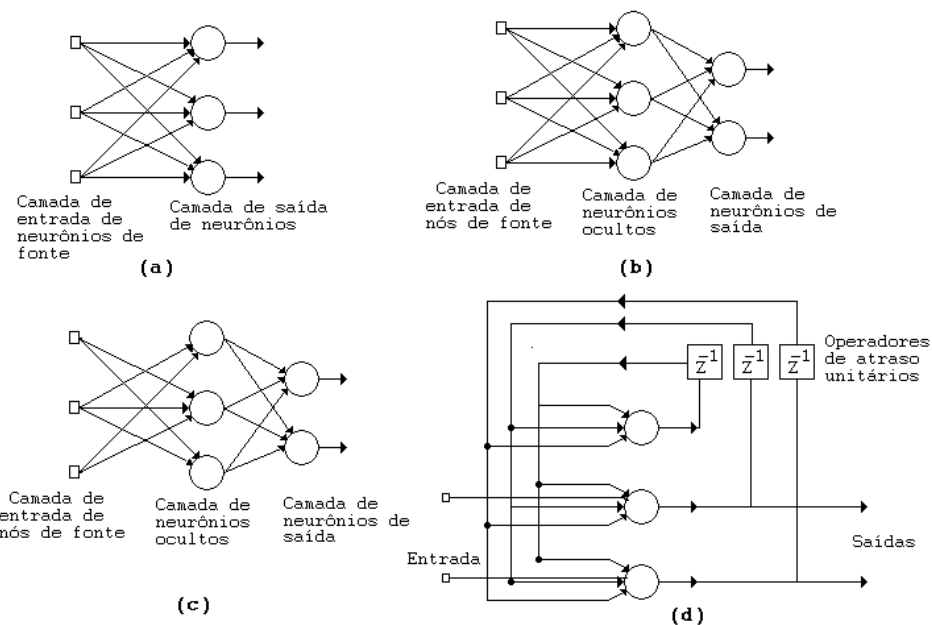 Camada de
entrada de
neurônios de
fonte
Camada de saída
de neurônios
(a)
Camada de
entrada de
nós de fonte
Camada de
neurônios
ocultos
Camada de
neurônios de
saída
(b)
Camada de
entrada de
nós de fonte
Camada de
neurônios
ocultos
Camada de
neurônios de
saída
(c)
Z⁻¹
Z⁻¹
Z⁻¹
Operadores
de atraso
unitários
Entrada
Saídas
(d)